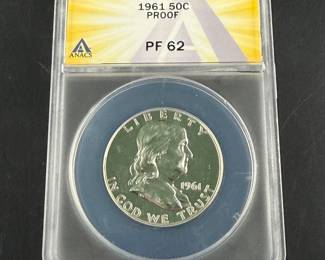 1961 50C
PROOF
PF 62
ANACS
LIBERTY
1961
IN GOD WE TRUST